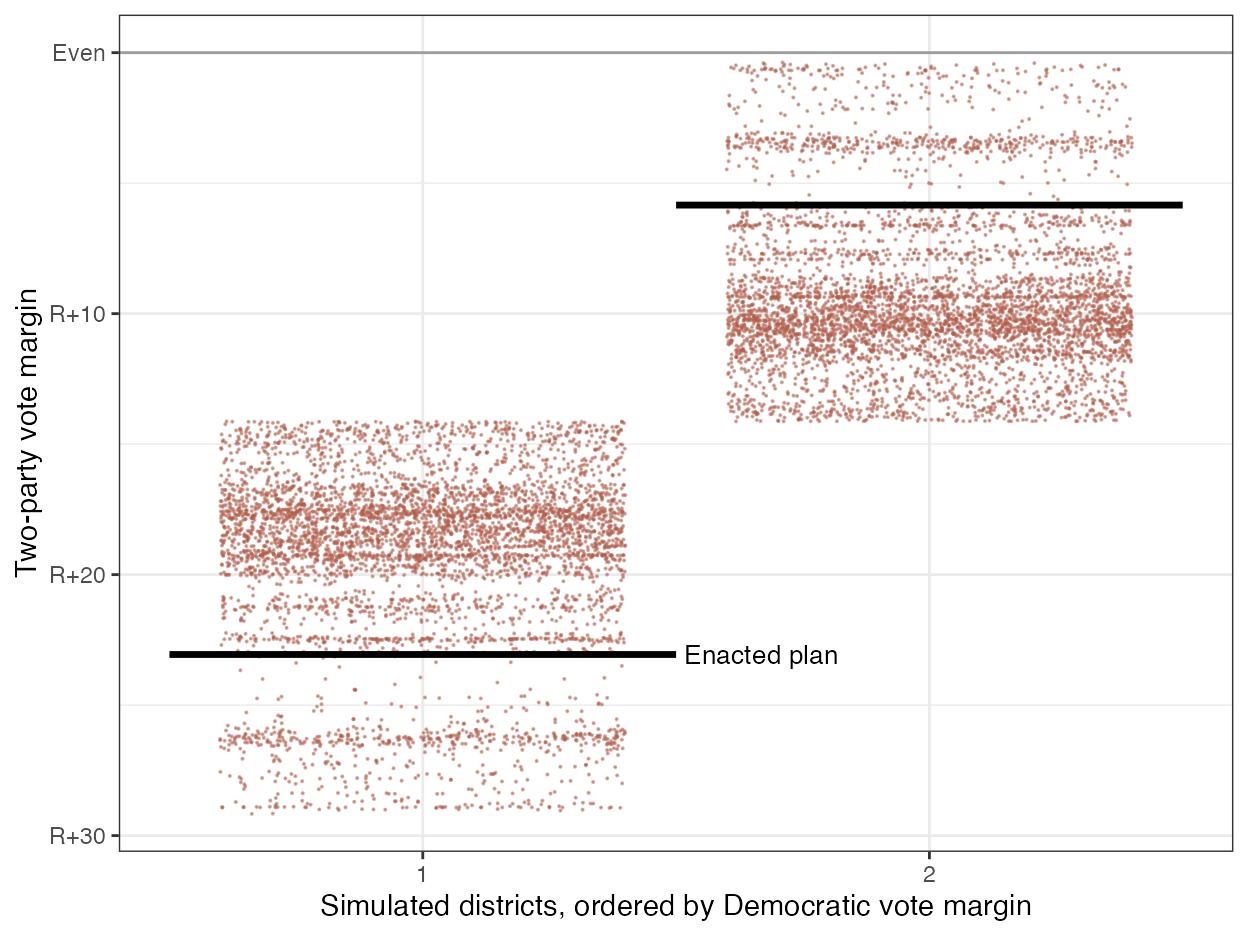 Two-party vote margin
Even
R+10
R+20
R+30
Enacted plan
1
2
Simulated districts, ordered by Democratic vote margin